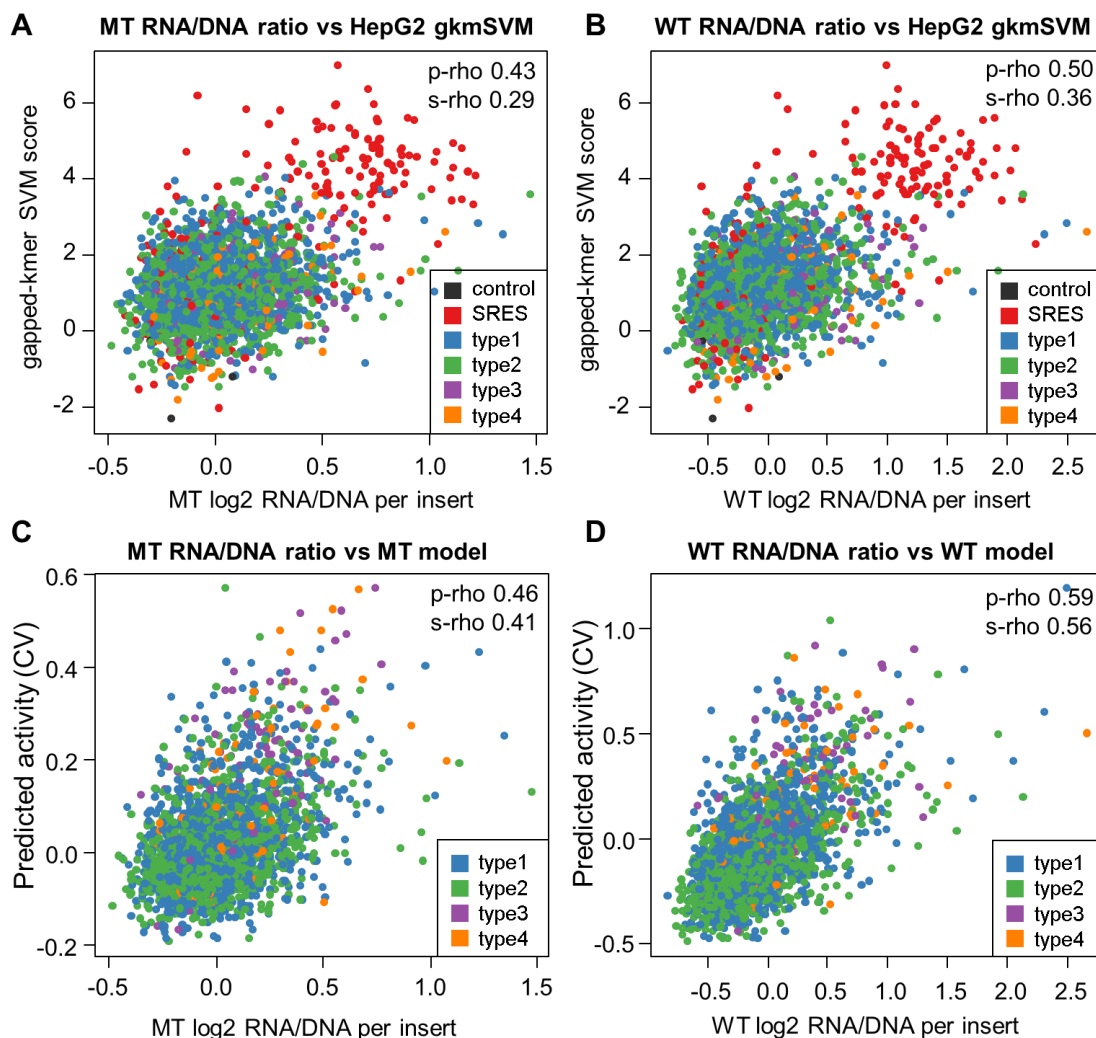 A
MT RNA/DNA ratio vs HepG2 gkmSVM
p-rho 0.43
s-rho 0.29
gapped-kmer SVM score
6
4
2
0
-2
control
SRES
type1
type2
type3
type4
-0.5 0.0 0.5 1.0 1.5
MT log2 RNA/DNA per insert
B
WT RNA/DNA ratio vs HepG2 gkmSVM
p-rho 0.50
s-rho 0.36
gapped-kmer SVM score
6
4
2
0
-2
control
SRES
type1
type2
type3
type4
-0.5 0.0 0.5 1.0 1.5 2.0 2.5
WT log2 RNA/DNA per insert
C
MT RNA/DNA ratio vs MT model
p-rho 0.46
s-rho 0.41
Predicted activity (CV)
0.6
0.4
0.2
0.0
-0.2
type1
type2
type3
type4
-0.5 0.0 0.5 1.0 1.5
MT log2 RNA/DNA per insert
D
WT RNA/DNA ratio vs WT model
p-rho 0.59
s-rho 0.56
Predicted activity (CV)
1.0
0.5
0.0
-0.5
type1
type2
type3
type4
-0.5 0.0 0.5 1.0 1.5 2.0 2.5
WT log2 RNA/DNA per insert